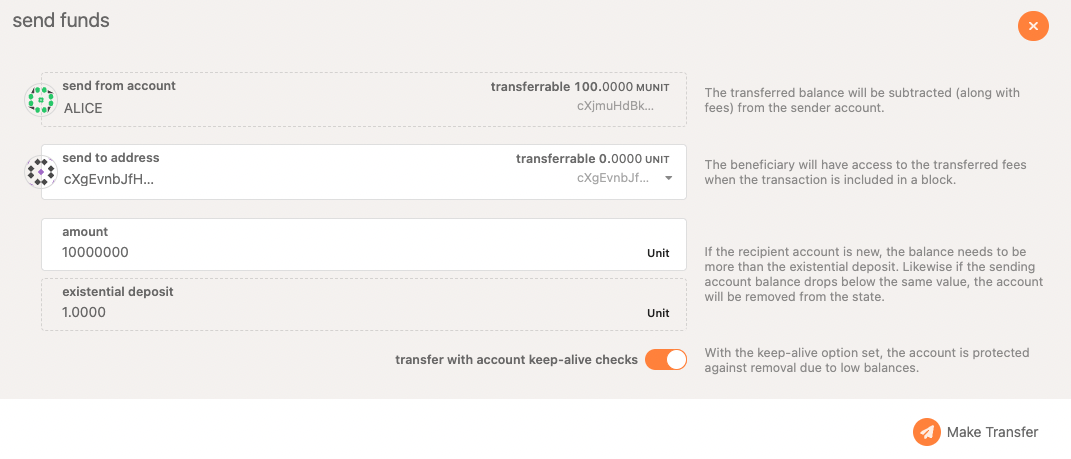 send funds
send from account
transferrable 100.0000 MUNIT
ALICE
cXjmuHdBk...
The transferred balance will be subtracted (along with
fees) from the sender account.
send to address
transferrable 0.0000 UNIT
cXgEvnbJfH...
cXgEvnbJf...
The beneficiary will have access to the transferred fees
when the transaction is included in a block.
amount
10000000
Unit
existential deposit
1.0000
Unit
If the recipient account is new, the balance needs to be
more than the existential deposit. Likewise if the sending
account balance drops below the same value, the account
will be removed from the state.
transfer with account keep-alive checks
With the keep-alive option set, the account is protected
against removal due to low balances.
Make Transfer